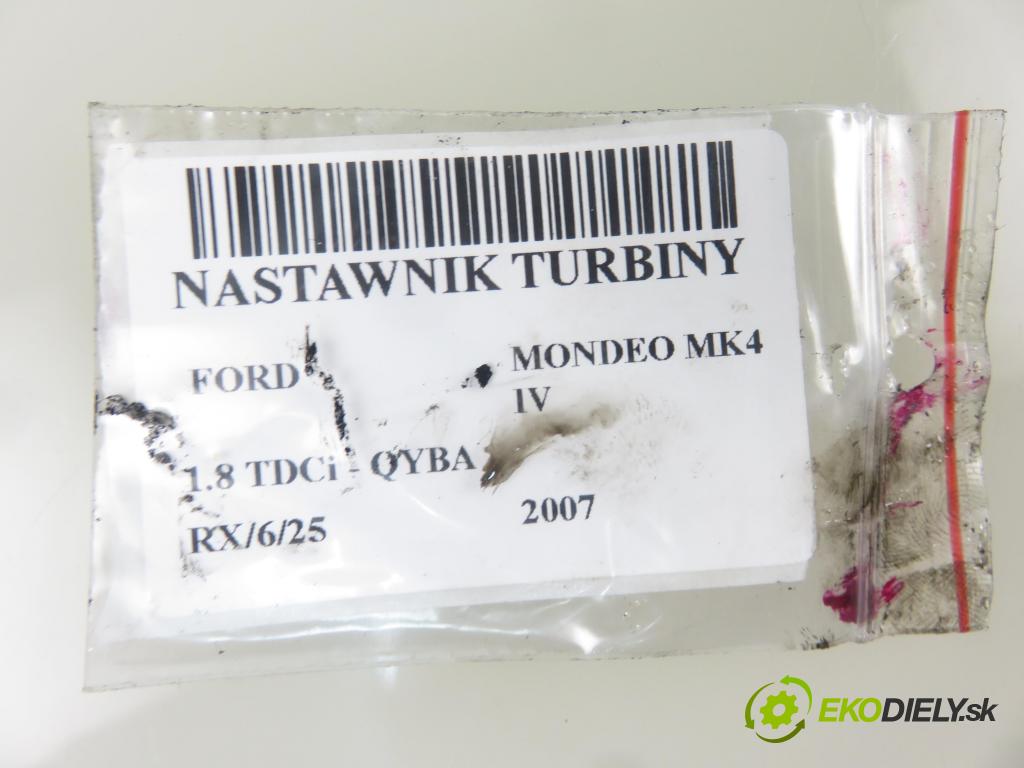 NASTAWNIK TURBINY
FORD
MONDEO MK4
IV
1.8 TDCi - QYBA
RX/6/25
2007
EKODIELY.sk